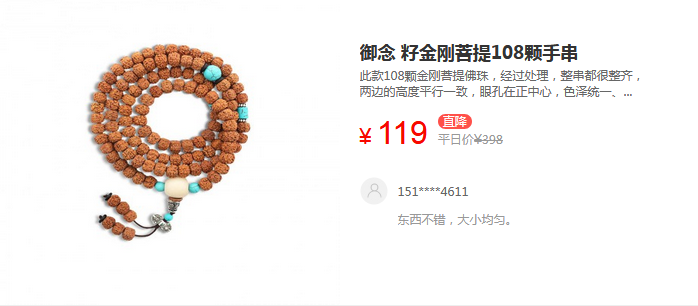 御念 籽金刚菩提108颗手串
此款108颗金刚菩提佛珠，经过处理，整串都很整齐，
两边的高度平行一致，眼孔在正中心，色泽统一、...
¥ 119 直降
平日价¥398
151****4611
东西不错，大小均匀。